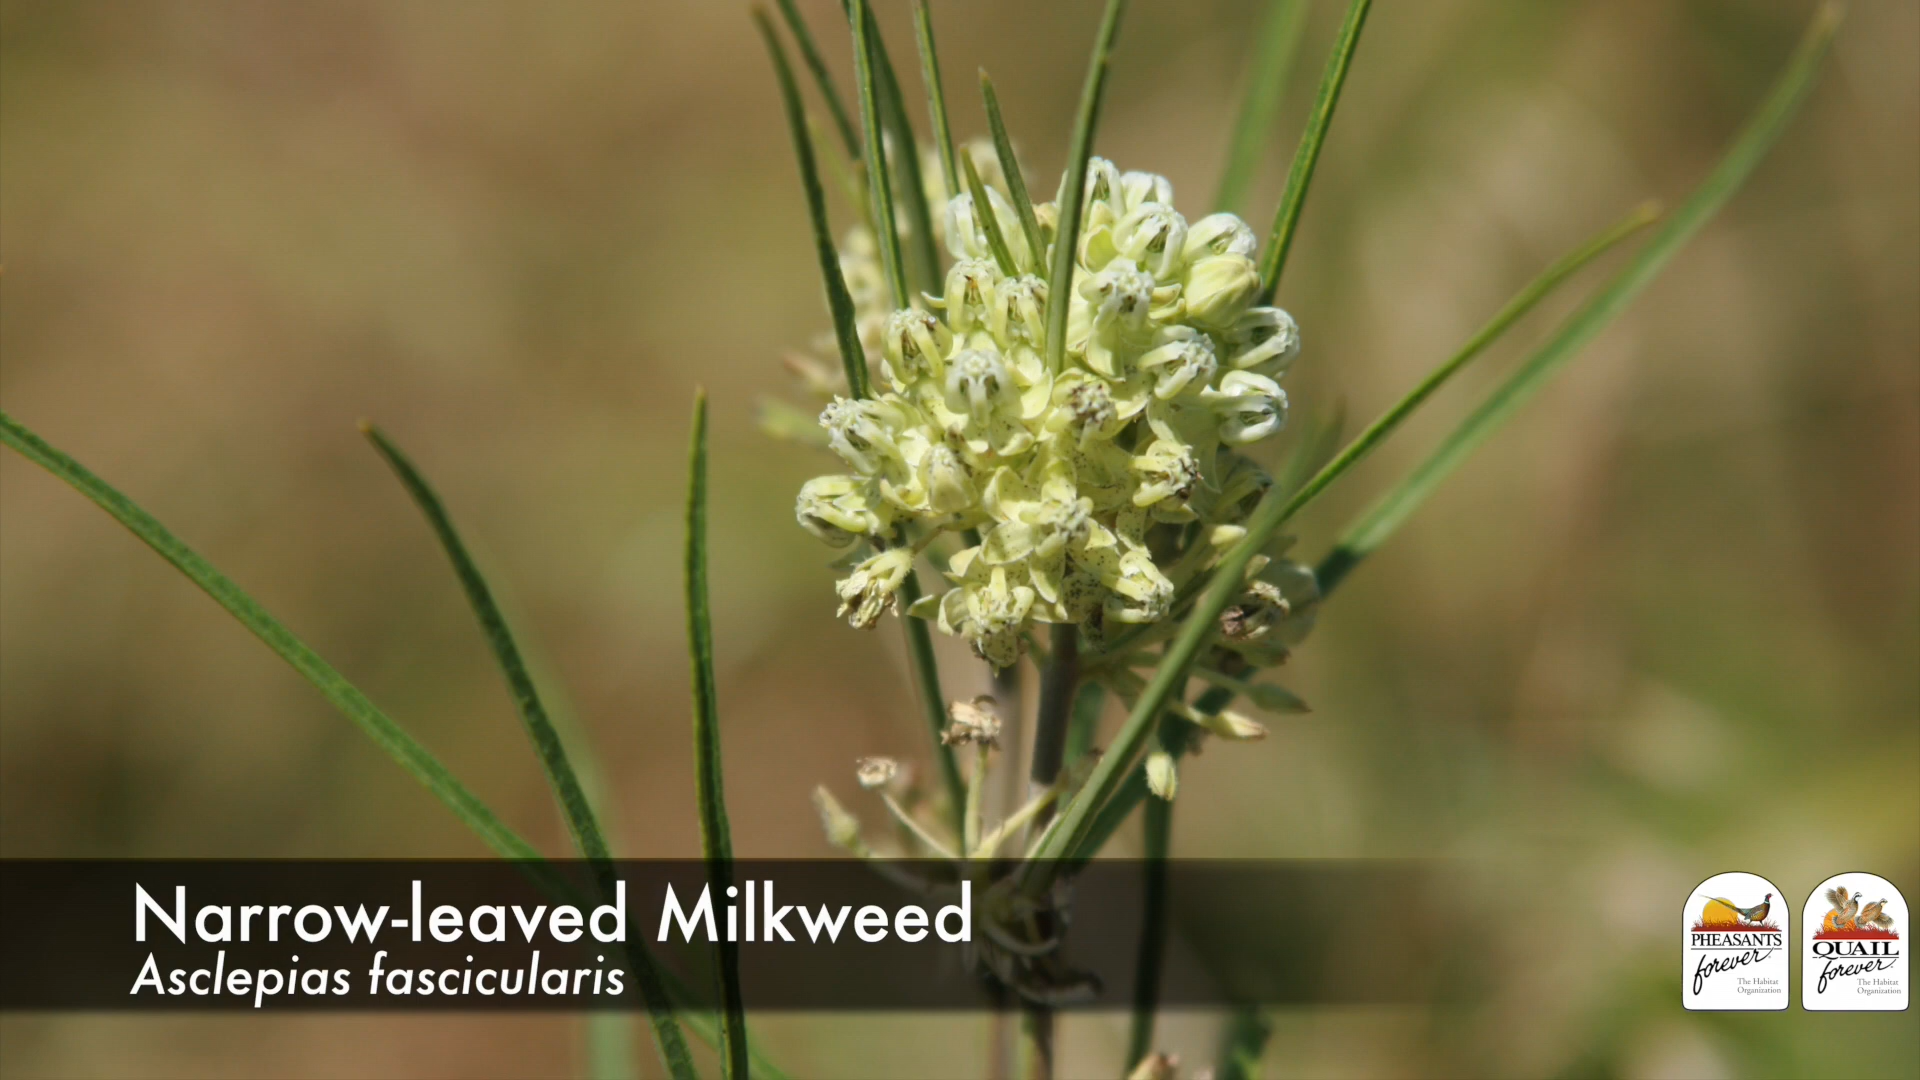 Narrow-leaved Milkweed
Asclepias fascicularis
PHEASANTS
forever
The Habitat
Organization
QUAIL
forever
The Habitat
Organization